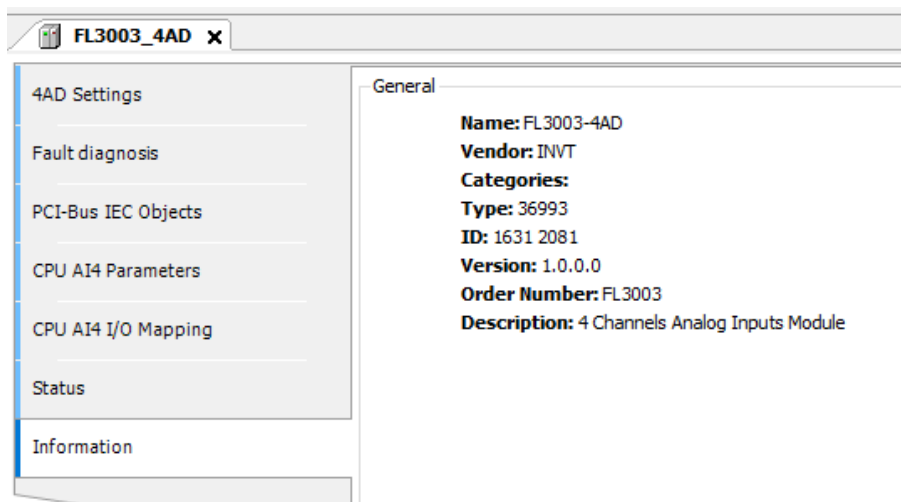 FL3003_4AD
4AD Settings
Fault diagnosis
PCI-Bus IEC Objects
CPU AI4 Parameters
CPU AI4 I/O Mapping
Status
Information
General
Name: FL3003-4AD
Vendor: INVT
Categories:
Type: 36993
ID: 1631 2081
Version: 1.0.0.0
Order Number: FL3003
Description: 4 Channels Analog Inputs Module